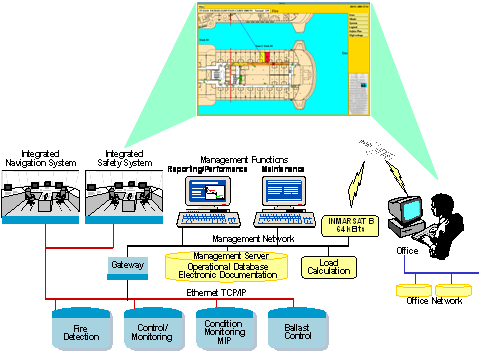 Integrated
Navigation System
Integrated
Safety System
Management Functions
Reporting/Performance
Maintenance
INMARSAT B
64 kBits
Office
Management Network
Management Server
Operational Database
Electronic Documentation
Gateway
Load
Calculation
Office Network
Ethernet TCP/IP
Fire
Detection
Control/
Monitoring
Condition
Monitoring
MIP
Ballast
Control